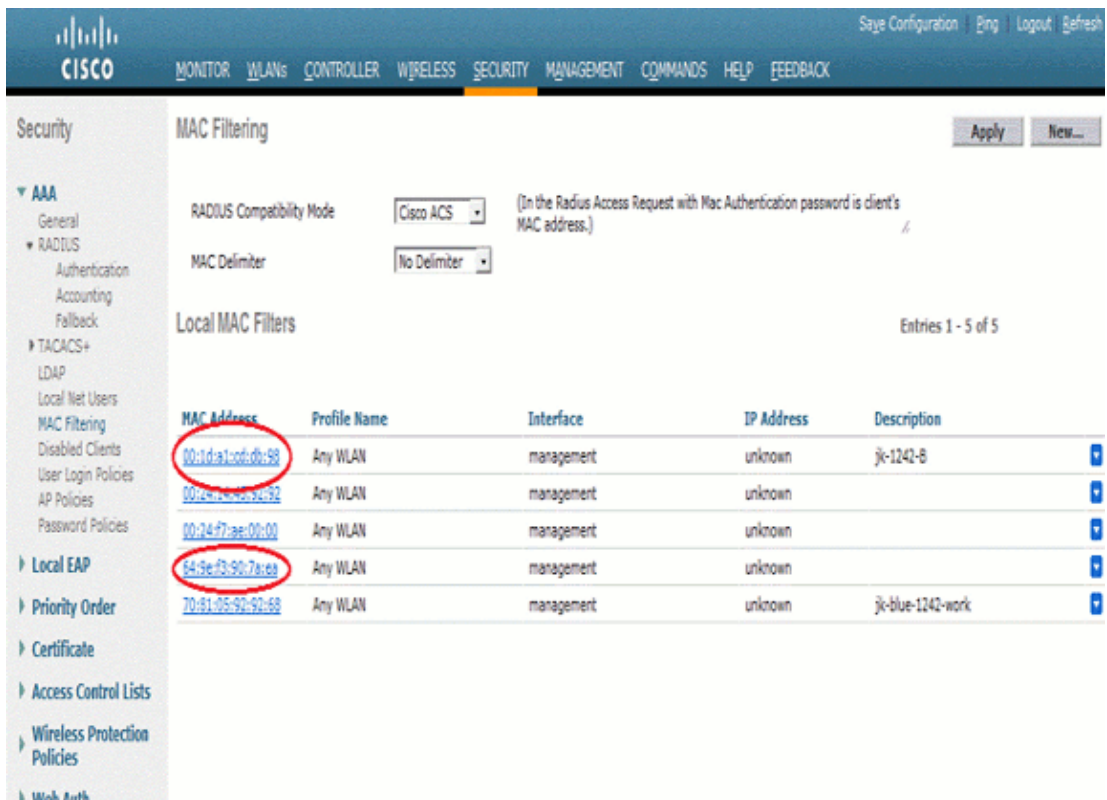 Save Configuration | Ping | Logout | Refresh
CISCO
MONITOR WLANs CONTROLLER WIRELESS SECURITY MANAGEMENT COMMANDS HELP FEEDBACK
Security
MAC Filtering
Apply
New...
AAA
General
RADIUS
Authentication
Accounting
Fallback
TACACS+
LDAP
Local Net Users
MAC Filtering
Disabled Clients
User Login Policies
AP Policies
Password Policies
Local EAP
Priority Order
Certificate
Access Control Lists
Wireless Protection
Policies
Web Auth
RADIUS Compatibility Mode Cisco ACS
(In the Radius Access Request with Mac Authentication password is client's
MAC address.)
MAC Delimiter No Delimiter
Local MAC Filters
Entries 1 - 5 of 5
MAC Address Profile Name Interface IP Address Description
Any WLAN management unknown jk-1242-B
Any WLAN management unknown
00:24:f7:ae:00:00 Any WLAN management unknown
64:9e:f3:90:7a:ea Any WLAN management unknown
70:81:05:92:92:68 Any WLAN management unknown jk-blue-1242-work